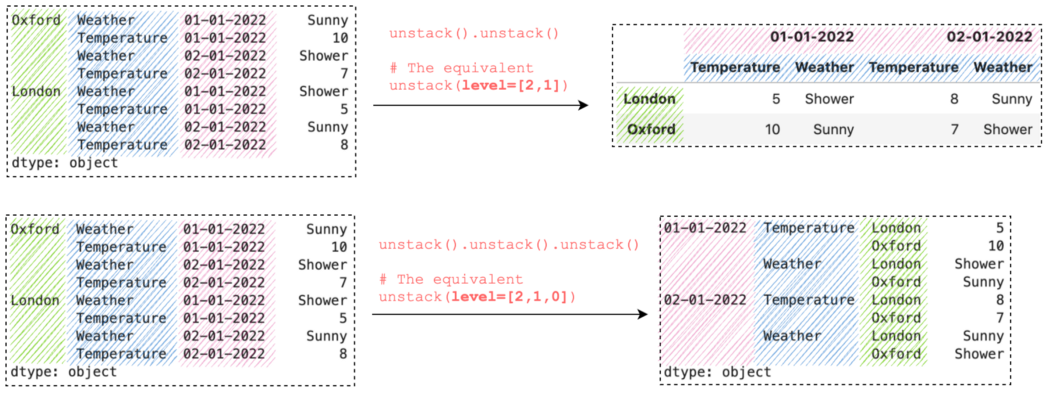 Oxford Weather 01-01-2022 Sunny
Temperature 01-01-2022 10
Weather 02-01-2022 Shower
Temperature 02-01-2022 7
London Weather 01-01-2022 Shower
Temperature 01-01-2022 5
Weather 02-01-2022 Sunny
Temperature 02-01-2022 8
dtype: object
unstack().unstack()
# The equivalent
unstack(level=[2,1])
01-01-2022 02-01-2022
Temperature Weather Temperature Weather
London 5 Shower 8 Sunny
Oxford 10 Sunny 7 Shower
Oxford Weather 01-01-2022 Sunny
Temperature 01-01-2022 10
Weather 02-01-2022 Shower
Temperature 02-01-2022 7
London Weather 01-01-2022 Shower
Temperature 01-01-2022 5
Weather 02-01-2022 Sunny
Temperature 02-01-2022 8
dtype: object
unstack().unstack().unstack()
# The equivalent
unstack(level=[2,1,0])
01-01-2022 Temperature London 5
Oxford 10
Weather London Shower
Oxford Sunny
02-01-2022 Temperature London 8
Oxford 7
Weather London Sunny
Oxford Shower
dtype: object